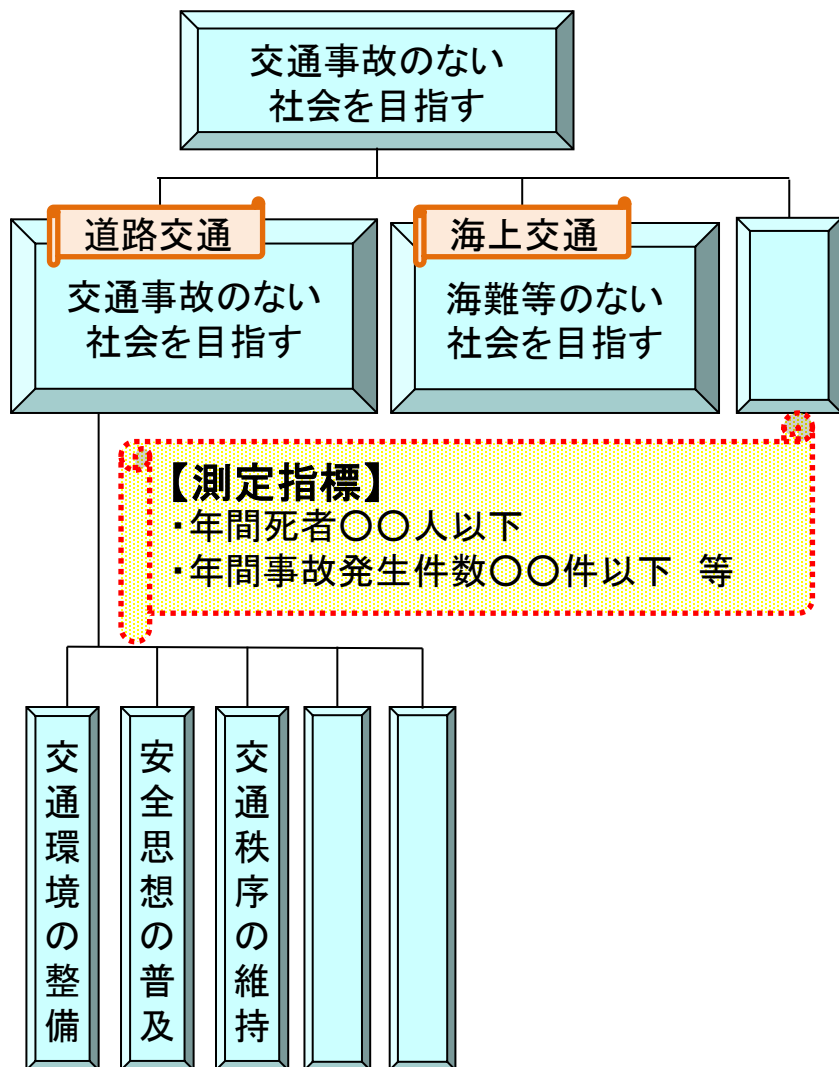 交通事故のない
社会を目指す
道路交通
交通事故のない
社会を目指す
海上交通
海難等のない
社会を目指す
【測定指標】
・年間死者〇〇人以下
・年間事故発生件数〇〇件以下　等
交通環境の整備
安全思想の普及
交通秩序の維持